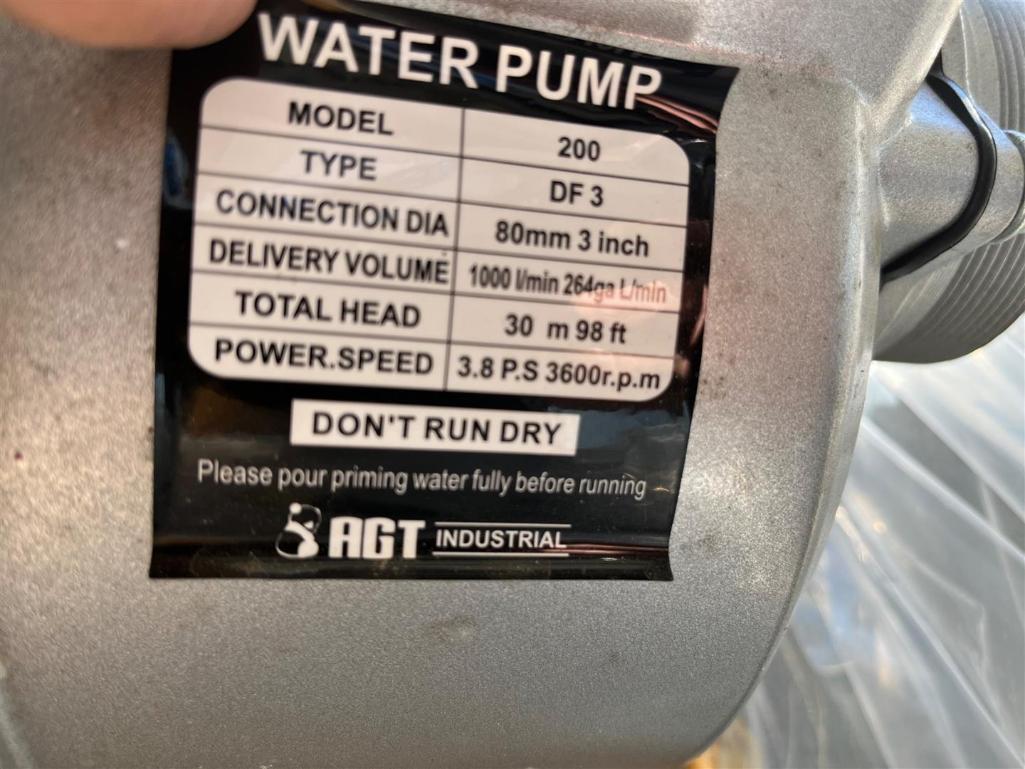 WATER PUMP
MODEL 200
TYPE DF 3
CONNECTION DIA 80mm 3 inch
DELIVERY VOLUME 1000 l/min 264ga L/min
TOTAL HEAD 30 m 98 ft
POWER.SPEED 3.8 P.S 3600r.p.m
DON'T RUN DRY
Please pour priming water fully before running
AGT INDUSTRIAL